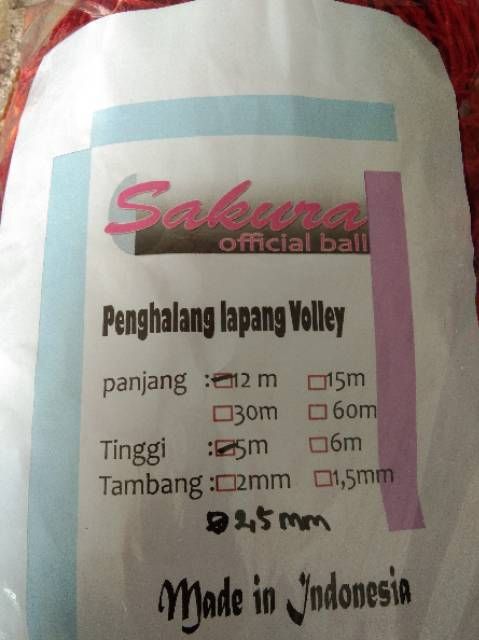 Sakura
official ball
Penghalang lapang Volley
panjang : 12 m 15m
30m 60m
Tinggi : 5m 6m
Tambang : 2mm 1,5mm
2,5 mm
Made in Indonesia